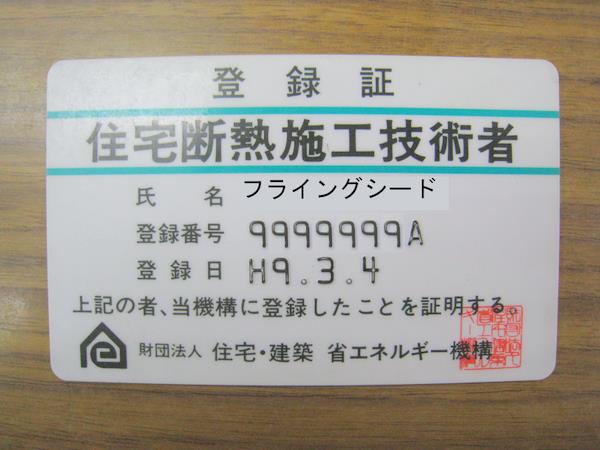 登録証
住宅断熱施工技術者
氏名 フライングシード
登録番号 9999999A
登録日 H9.3.4
上記の者、当機構に登録したことを証明する。
財団法人 住宅・建築 省エネルギー機構